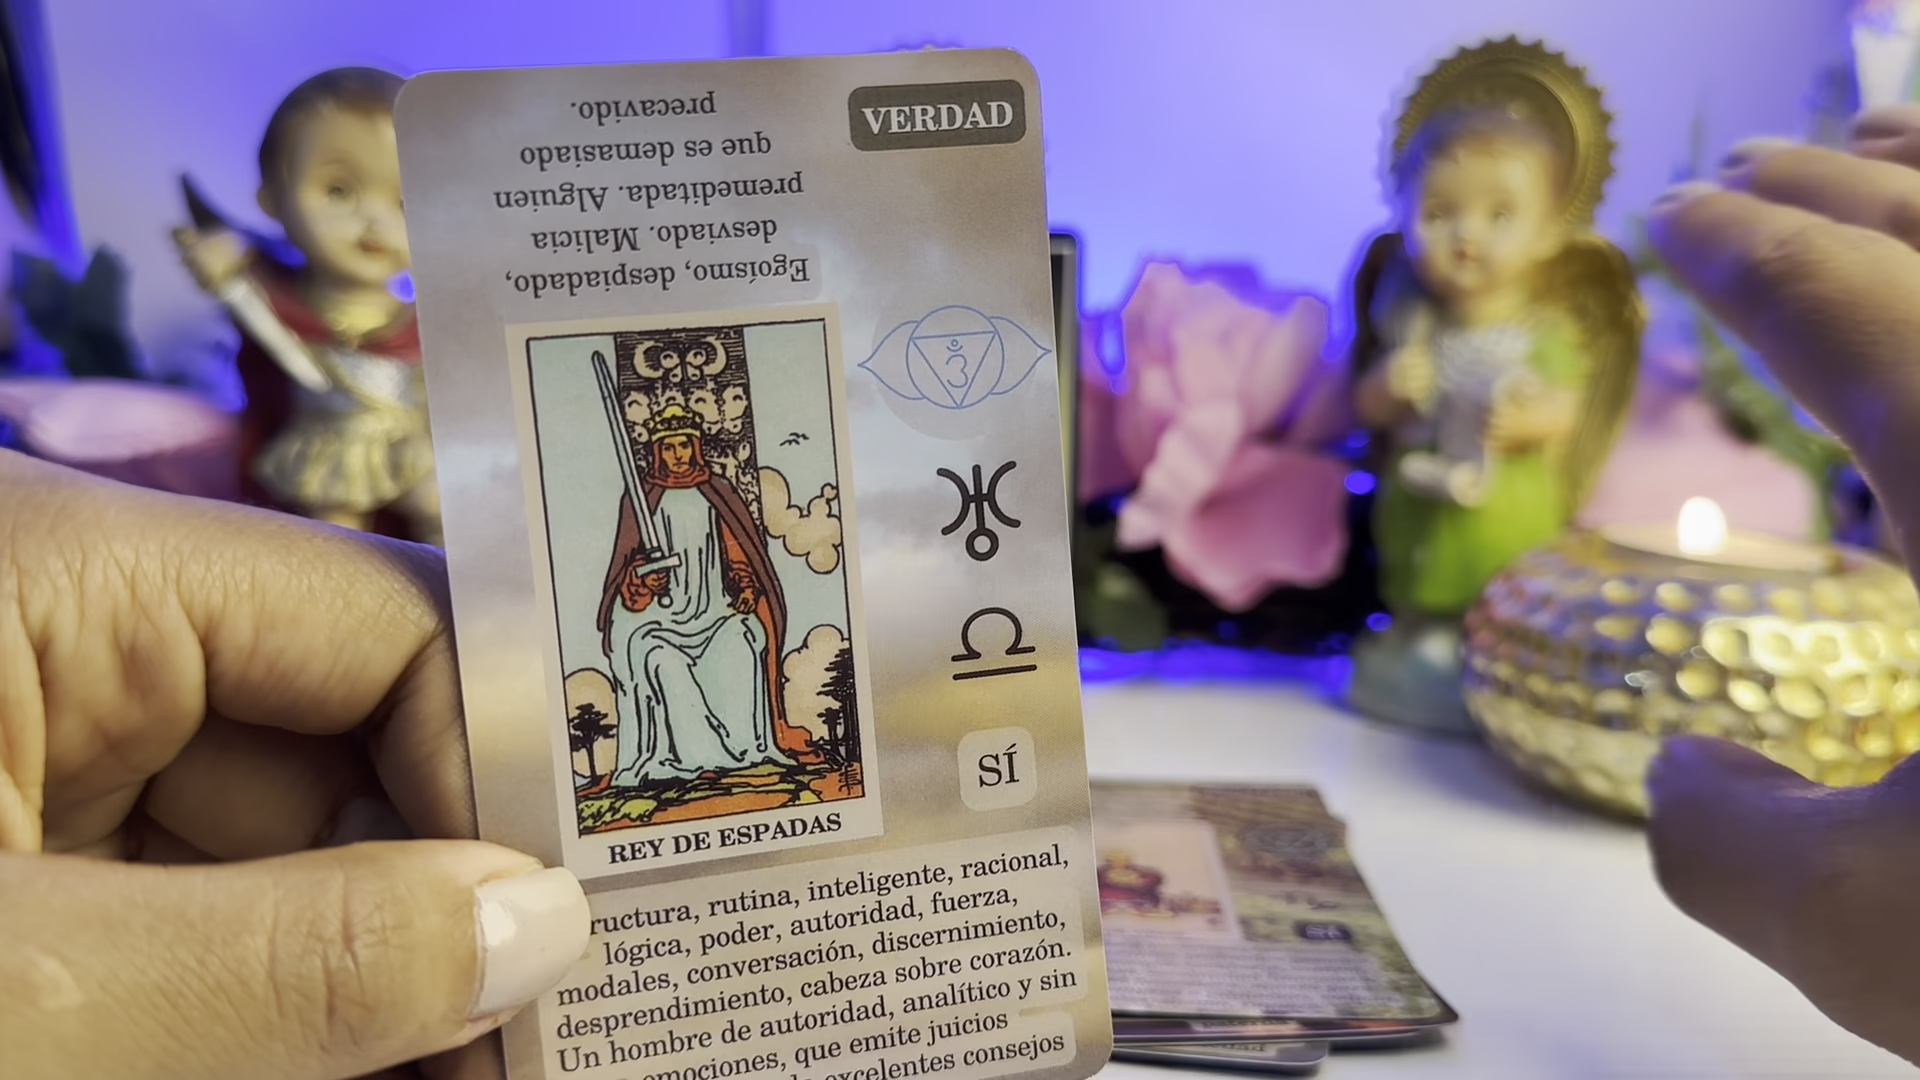 VERDAD
Egoísmo, despiadado,
desviado. Malicia
premeditada. Alguien
que es demasiado
precavido.
SÍ
REY DE ESPADAS
ructura, rutina, inteligente, racional,
lógica, poder, autoridad, fuerza,
modales, conversación, discernimiento,
desprendimiento, cabeza sobre corazón.
Un hombre de autoridad, analítico y sin
emociones, que emite juicios
excelentes consejos